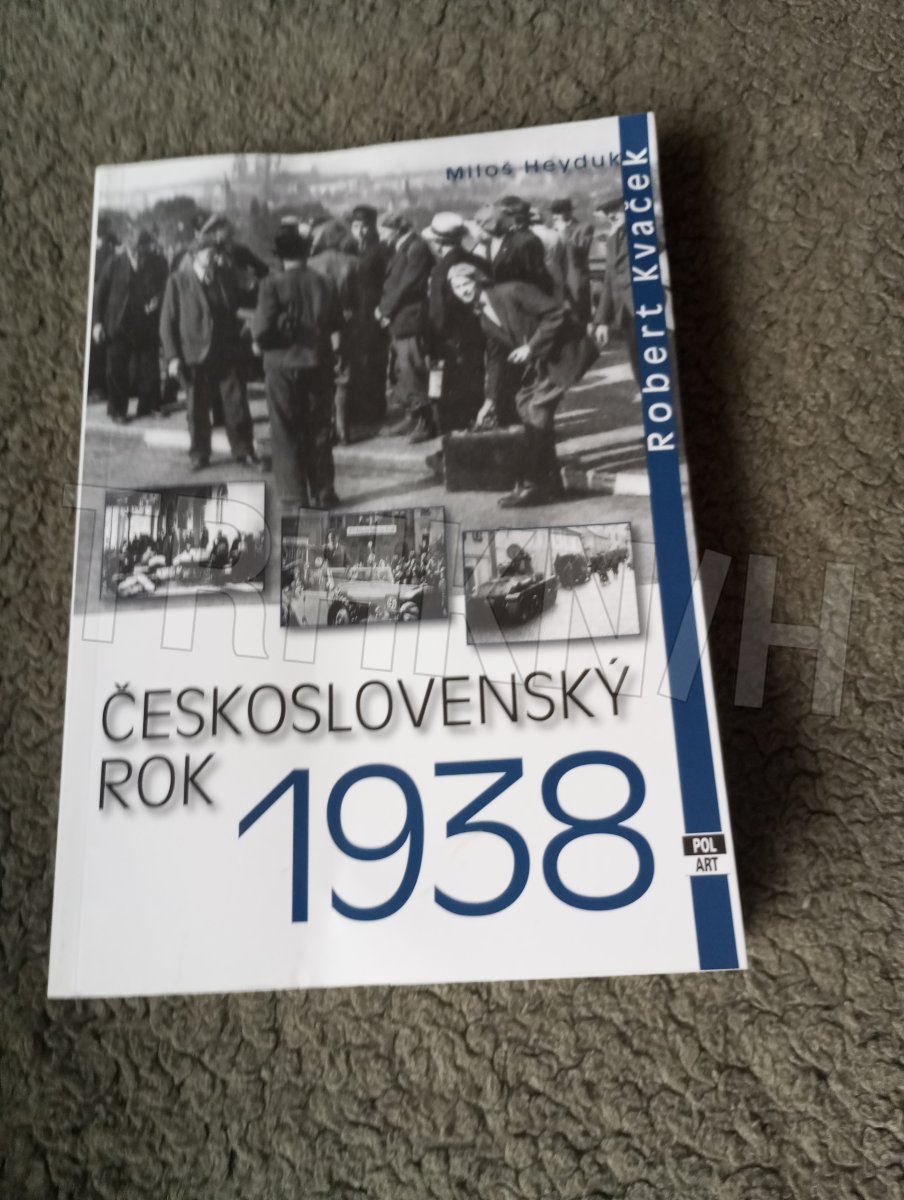 Miloš Heyduk
Robert Kvaček
ČESKOSLOVENSKÝ
ROK
1938
POL
ART